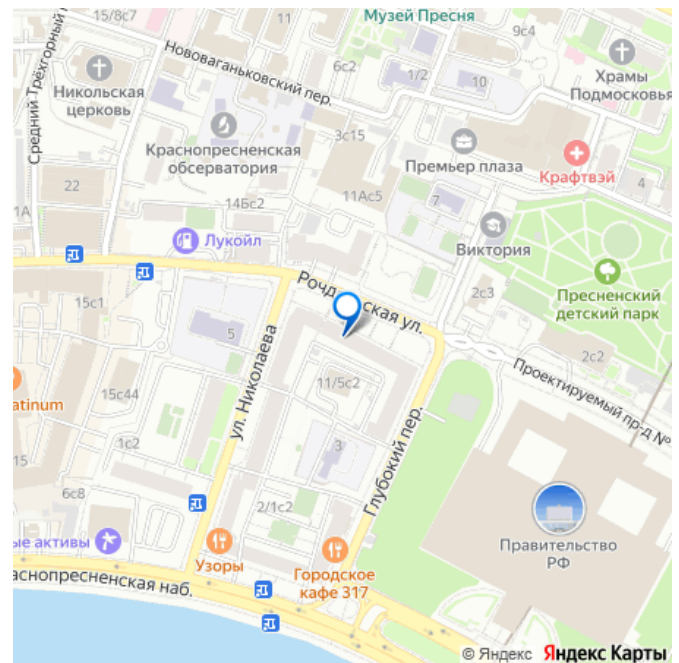 15/8с7
11
Музей Пресня
9с4
Нововаганьковский пер.
6с2
1/2
10
Храмы
Подмосковья
Никольская
церковь
Средний Трёхгорный
3с15
Краснопресненская
обсерватория
Премьер плаза
Крафтвэй
4
22
1А
14Бс2
11Ас5
7
Лукойл
Виктория
Рочд
ская ул.
2с3
Пресненский
детский парк
15с1
5
ул. Николаева
2с2
Проектируемый пр-д №
15с44
11/5с2
atinum
1с2
3
Глубокий пер.
15
6с8
2/1с2
ые активы
Узоры
Городское
кафе 317
Правительство
РФ
аснопресненская наб.
© Яндекс Яндекс Карты